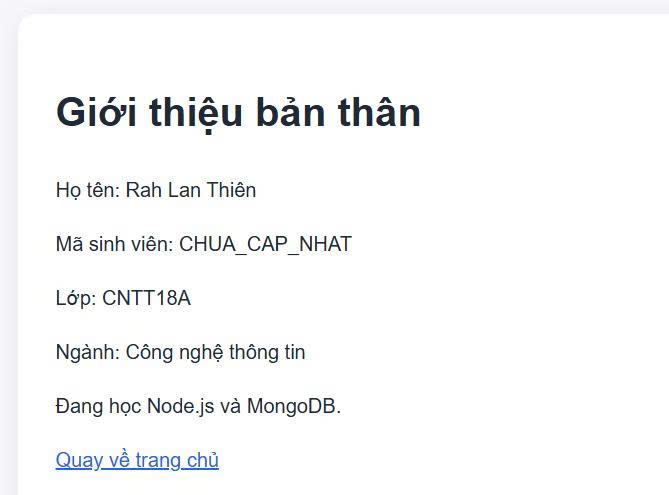 Giới thiệu bản thân
Họ tên: Rah Lan Thiên
Mã sinh viên: CHUA_CAP_NHAT
Lớp: CNTT18A
Ngành: Công nghệ thông tin
Đang học Node.js và MongoDB.
Quay về trang chủ